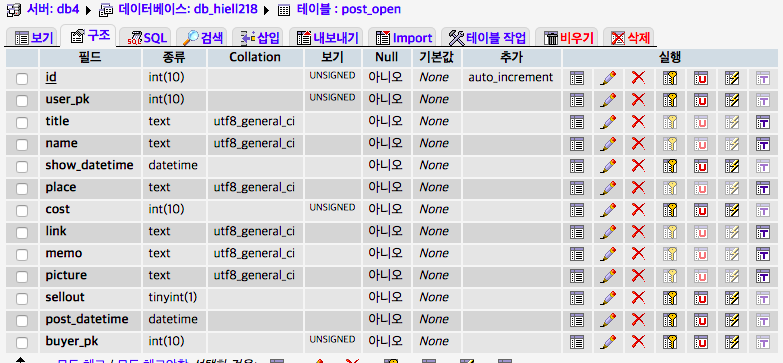 서버: db4 ▶ 데이터베이스: db_hiell218 ▶ 테이블 : post_open
보기 구조 SQL 검색 삽입 내보내기 Import 테이블 작업 비우기 삭제
필드 종류 Collation 보기 Null 기본값 추가 실행
id int(10) UNSIGNED 아니오 None auto_increment
user_pk int(10) UNSIGNED 아니오 None
title text utf8_general_ci 아니오 None
name text utf8_general_ci 아니오 None
show_datetime datetime 아니오 None
place text utf8_general_ci 아니오 None
cost int(10) UNSIGNED 아니오 None
link text utf8_general_ci 아니오 None
memo text utf8_general_ci 아니오 None
picture text utf8_general_ci 아니오 None
sellout tinyint(1) 아니오 None
post_datetime datetime 아니오 None
buyer_pk int(10) UNSIGNED 아니오 None